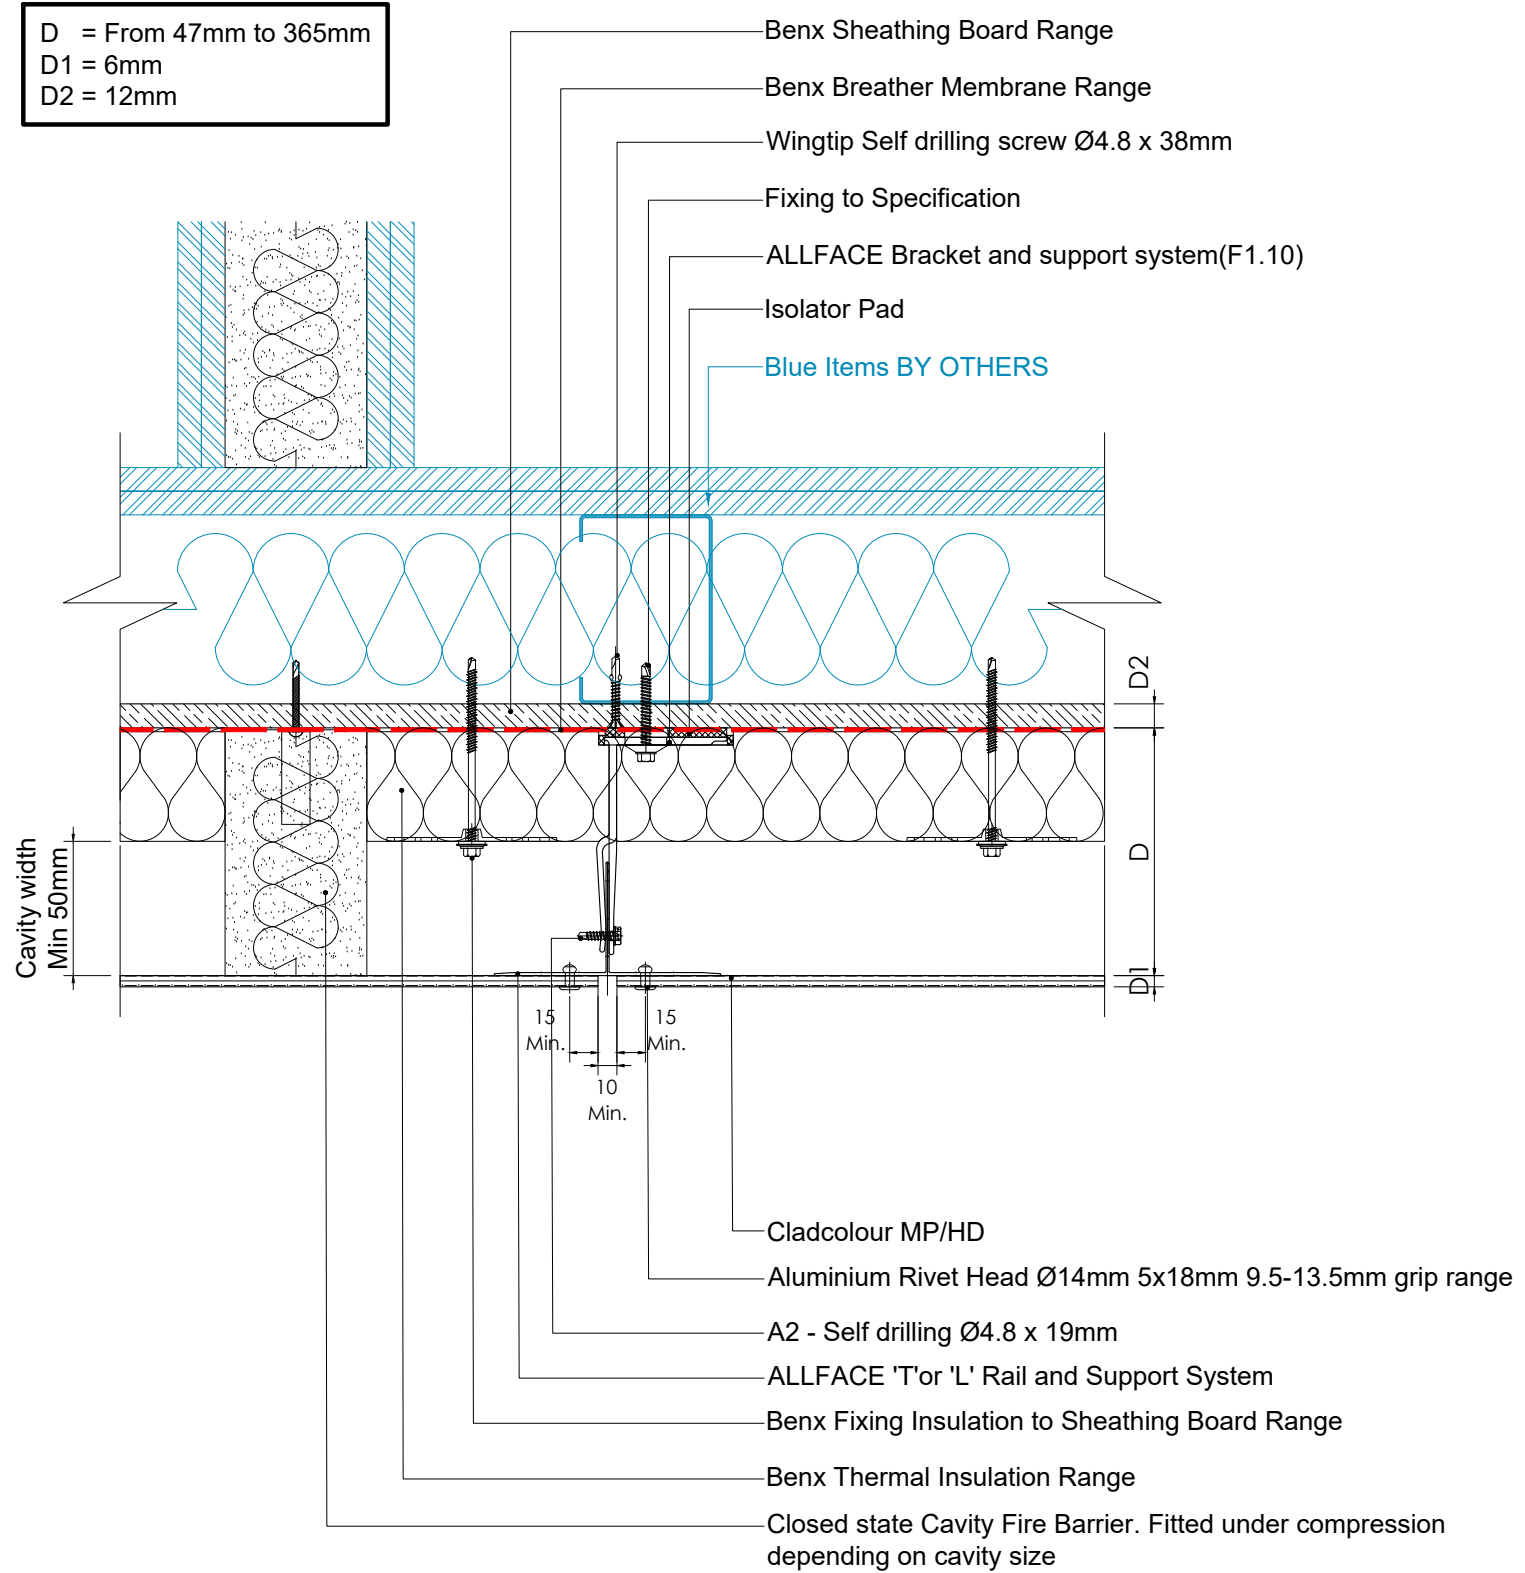 D = From 47mm to 365mm
D1 = 6mm
D2 = 12mm
Benx Sheathing Board Range
Benx Breather Membrane Range
Wingtip Self drilling screw Ø4.8 x 38mm
Fixing to Specification
ALLFACE Bracket and support system(F1.10)
Isolator Pad
Blue Items BY OTHERS
D2
D
D1
Cavity width
Min 50mm
15
Min.
15
Min.
10
Min.
Cladcolour MP/HD
Aluminium Rivet Head Ø14mm 5x18mm 9.5-13.5mm grip range
A2 - Self drilling Ø4.8 x 19mm
ALLFACE 'T'or 'L' Rail and Support System
Benx Fixing Insulation to Sheathing Board Range
Benx Thermal Insulation Range
Closed state Cavity Fire Barrier. Fitted under compression
depending on cavity size